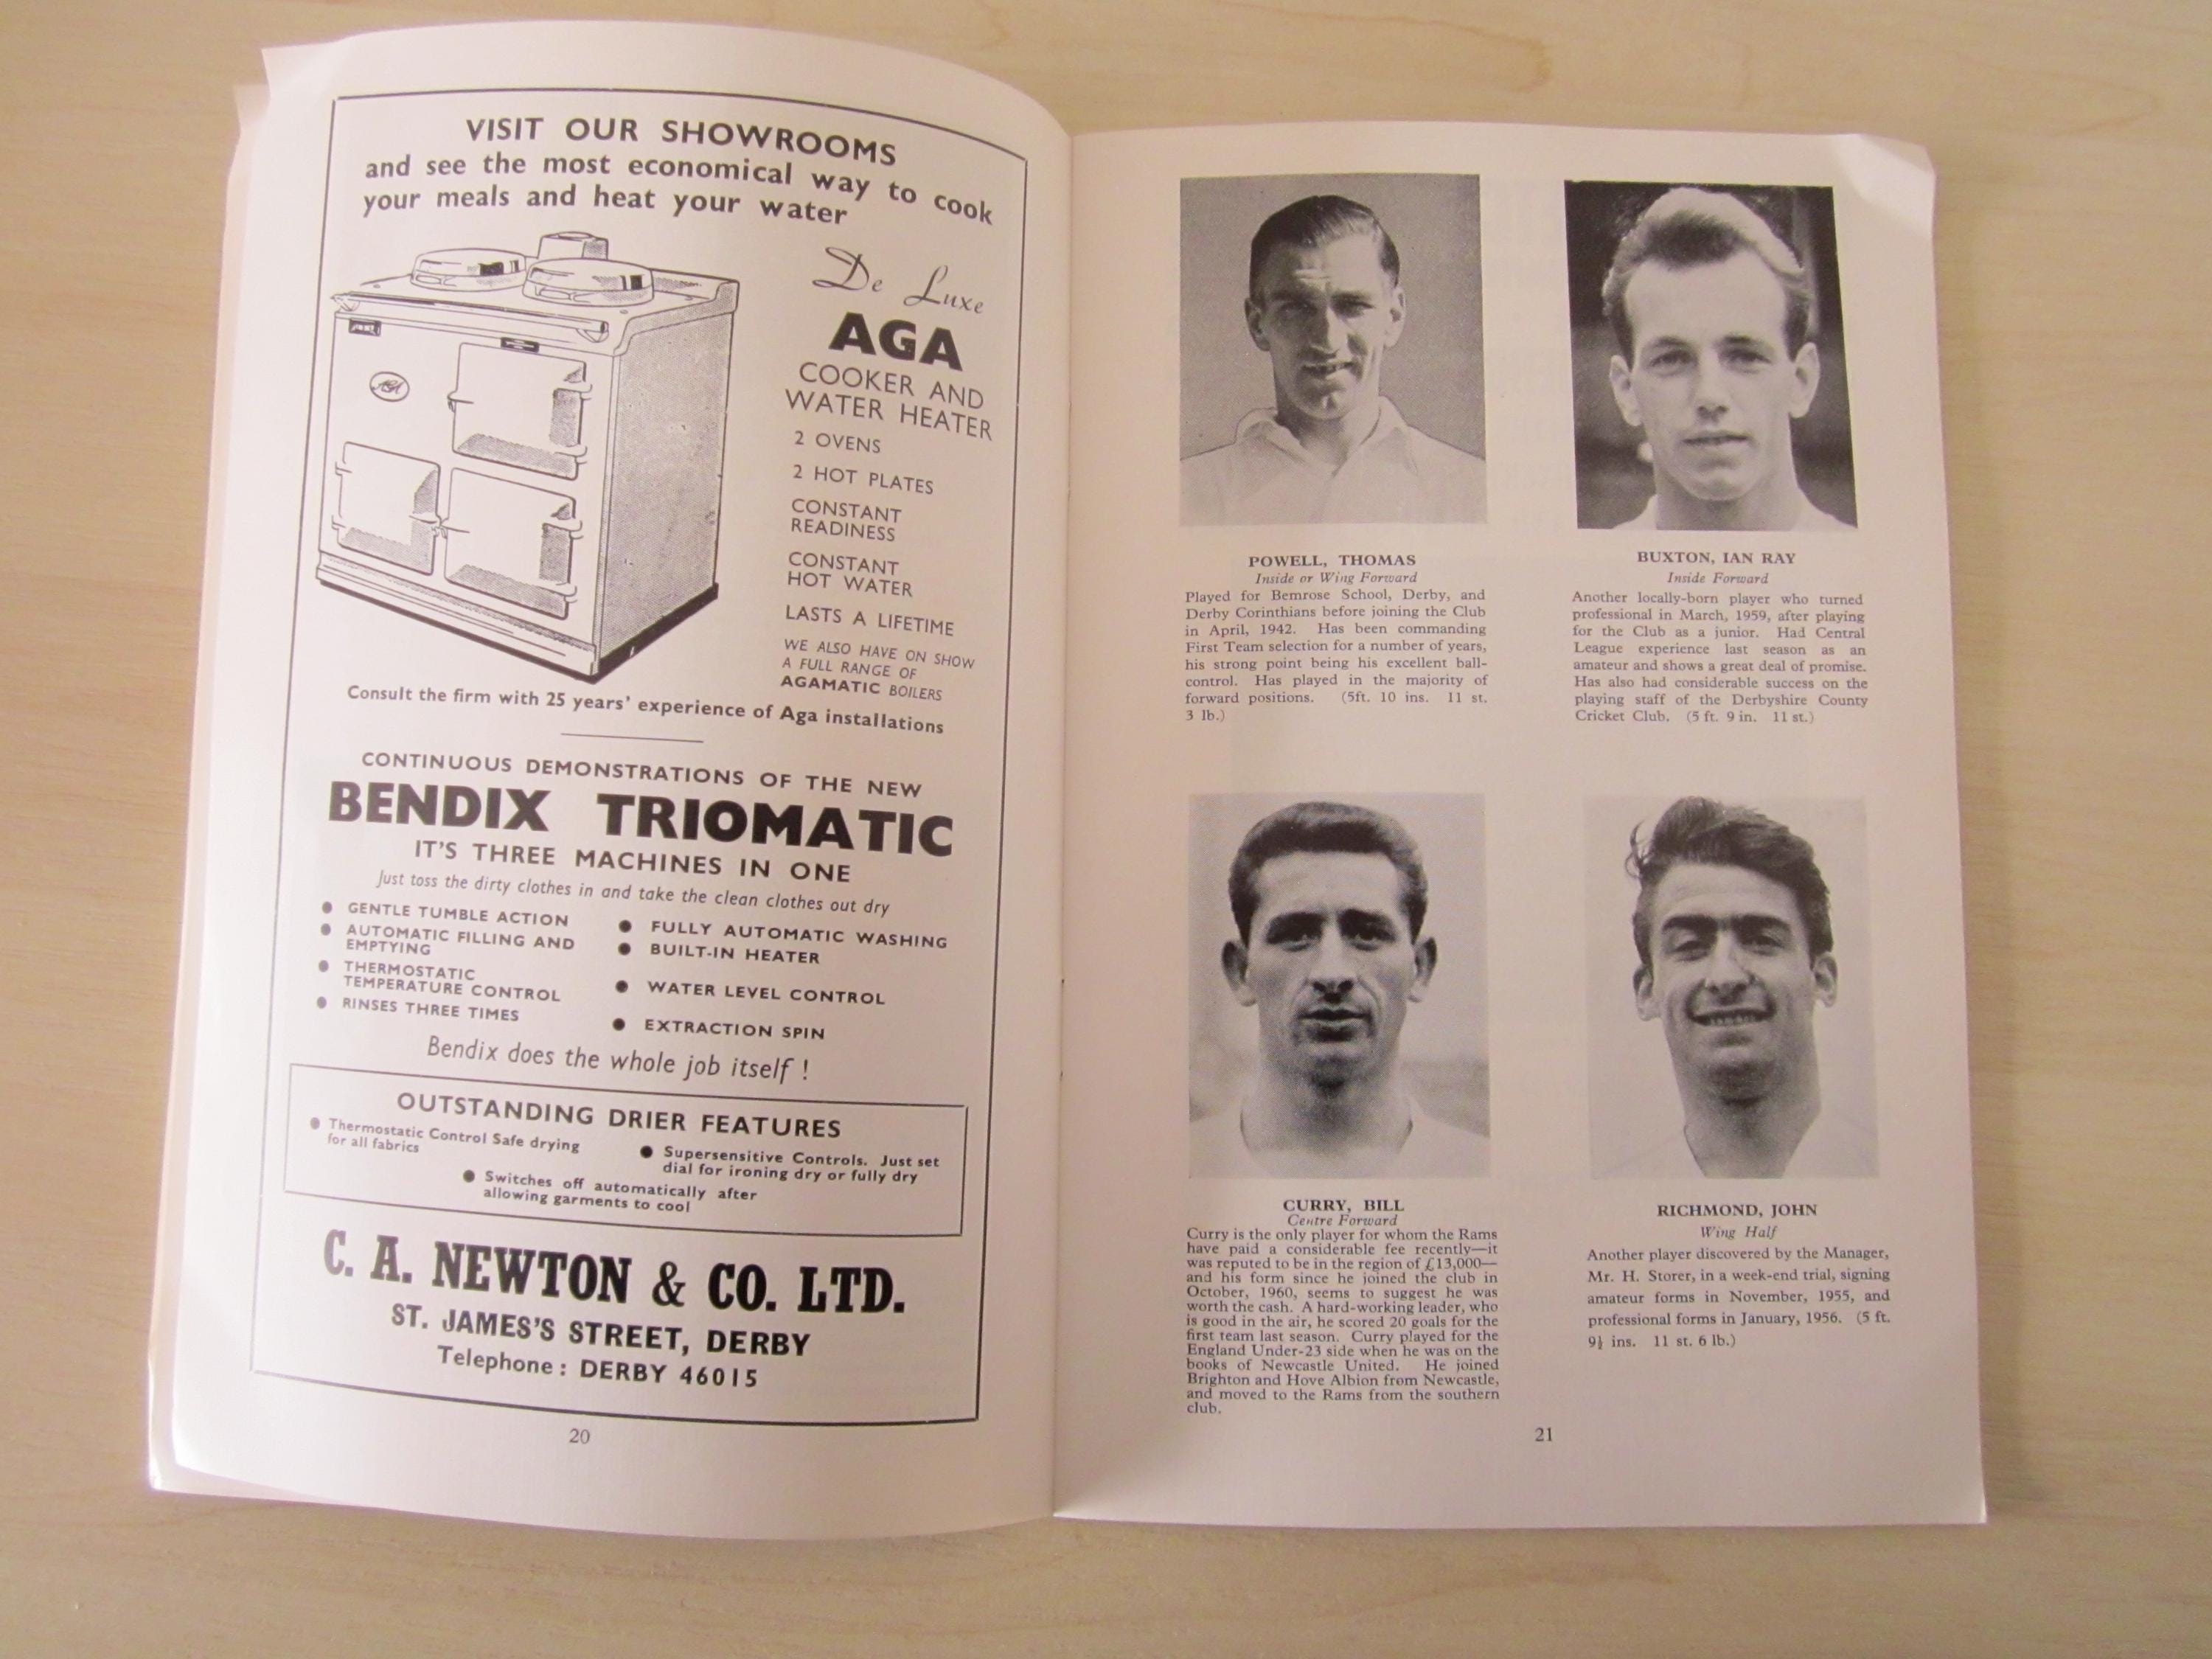 VISIT OUR SHOWROOMS
and see the most economical way to cook
your meals and heat your water
De Luxe
AGA
COOKER AND
WATER HEATER
2 OVENS
2 HOT PLATES
CONSTANT
READINESS
CONSTANT
HOT WATER
LASTS A LIFETIME
WE ALSO HAVE ON SHOW
A FULL RANGE OF
AGAMATIC BOILERS
Consult the firm with 25 years' experience of Aga installations
CONTINUOUS DEMONSTRATIONS OF THE NEW
BENDIX TRIOMATIC
IT'S THREE MACHINES IN ONE
Just toss the dirty clothes in and take the clean clothes out dry
● GENTLE TUMBLE ACTION
● AUTOMATIC FILLING AND
EMPTYING
● THERMOSTATIC
TEMPERATURE CONTROL
● RINSES THREE TIMES
● FULLY AUTOMATIC WASHING
● BUILT-IN HEATER
● WATER LEVEL CONTROL
● EXTRACTION SPIN
Bendix does the whole job itself !
OUTSTANDING DRIER FEATURES
● Thermostatic Control Safe drying
for all fabrics
● Supersensitive Controls. Just set
dial for ironing dry or fully dry
● Switches off automatically after
allowing garments to cool
C. A. NEWTON & CO. LTD.
ST. JAMES'S STREET, DERBY
Telephone : DERBY 46015
20
POWELL, THOMAS
Inside or Wing Forward
Played for Bemrose School, Derby, and
Derby Corinthians before joining the Club
in April, 1942. Has been commanding
First Team selection for a number of years,
his strong point being his excellent ball-
control. Has played in the majority of
forward positions. (5ft. 10 ins. 11 st.
3 lb.)
BUXTON, IAN RAY
Inside Forward
Another locally-born player who turned
professional in March, 1959, after playing
for the Club as a junior. Had Central
League experience last season as an
amateur and shows a great deal of promise.
Has also had considerable success on the
playing staff of the Derbyshire County
Cricket Club. (5 ft. 9 in. 11 st.)
CURRY, BILL
Centre Forward
Curry is the only player for whom the Rams
have paid a considerable fee recently—it
was reputed to be in the region of £13,000—
and his form since he joined the club in
October, 1960, seems to suggest he was
worth the cash. A hard-working leader, who
is good in the air, he scored 20 goals for the
first team last season. Curry played for the
England Under-23 side when he was on the
books of Newcastle United. He joined
Brighton and Hove Albion from Newcastle,
and moved to the Rams from the southern
club.
RICHMOND, JOHN
Wing Half
Another player discovered by the Manager,
Mr. H. Storer, in a week-end trial, signing
amateur forms in November, 1955, and
professional forms in January, 1956. (5 ft.
9½ ins. 11 st. 6 lb.)
21